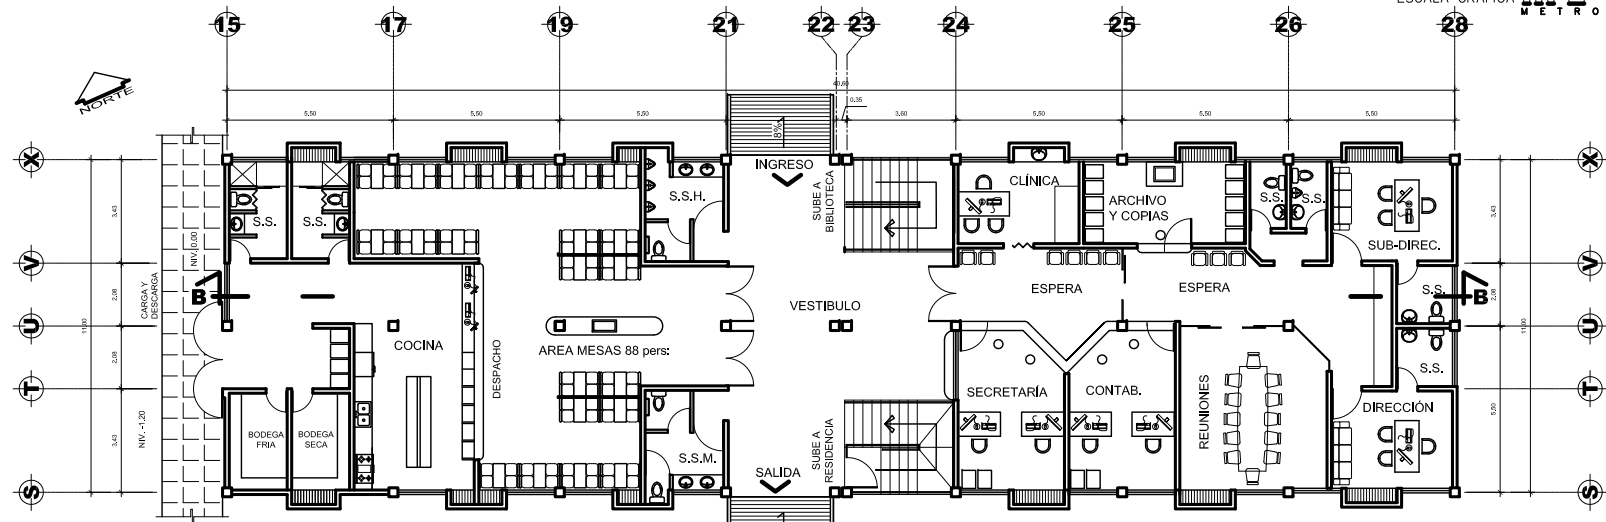 ESCALA GRAFICA
METRO
15 17 19 21 22 23 24 25 26 28
NORTE
40.60
5.50 5.50 5.50 0.35 3.60 5.50 5.50 5.50
8%
X
V
U
T
S
X
V
U
T
S
3.43
2.08
2.08
3.43
11.00
3.43
2.08
5.50
11.00
INGRESO
S.S.
S.S.
S.S.H.
SUBE A
BIBLIOTECA
CLÍNICA
ARCHIVO
Y COPIAS
S.S.
S.S.
SUB-DIREC.
NIV. 0.00
CARGA Y
DESCARGA
B
ESPERA
ESPERA
S.S.
B
VESTIBULO
COCINA
DESPACHO
AREA MESAS 88 pers:
SECRETARÍA
CONTAB.
REUNIONES
S.S.
DIRECCIÓN
NIV. -1.20
BODEGA
FRIA
BODEGA
SECA
S.S.M.
SALIDA
SUBE A
RESIDENCIA